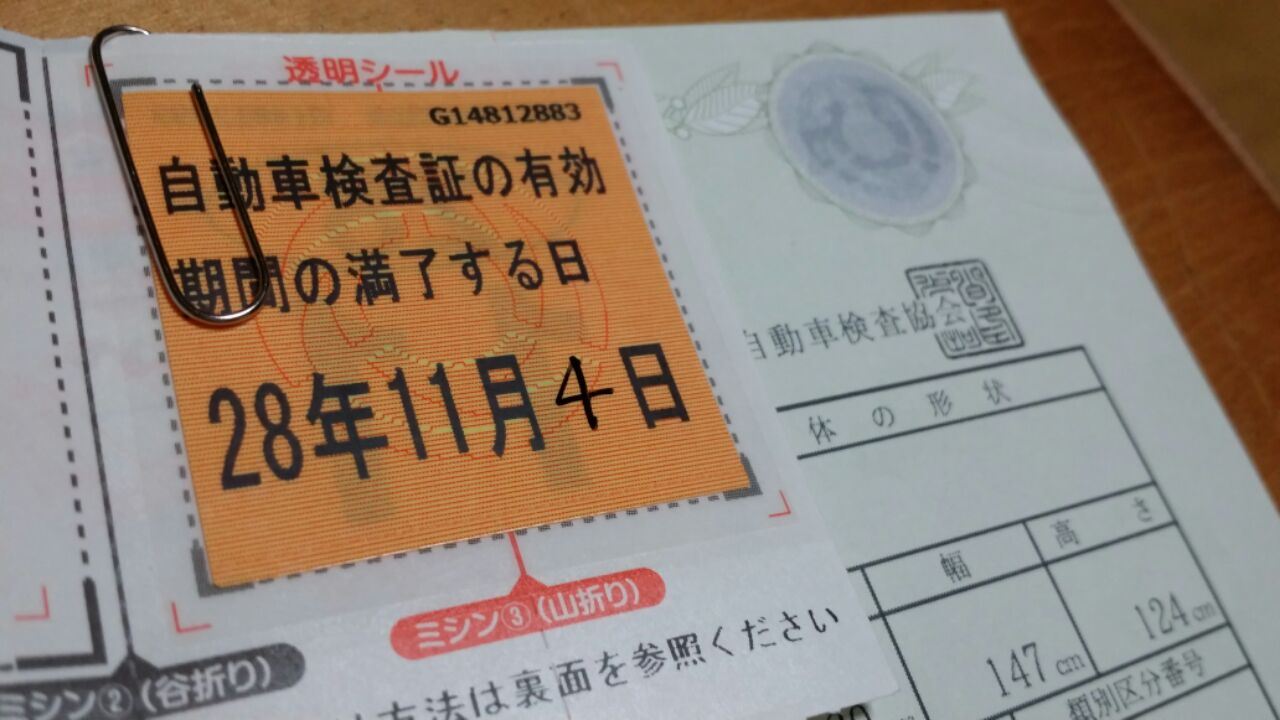 透明シール
G14812883
自動車検査証の有効
期間の満了する日
28年11月4日
ミシン③(山折り)
ミシン②(谷折り)
方法は裏面を参照ください
自動車検査協会
体の形状
幅
高さ
147cm
124cm
類別区分番号